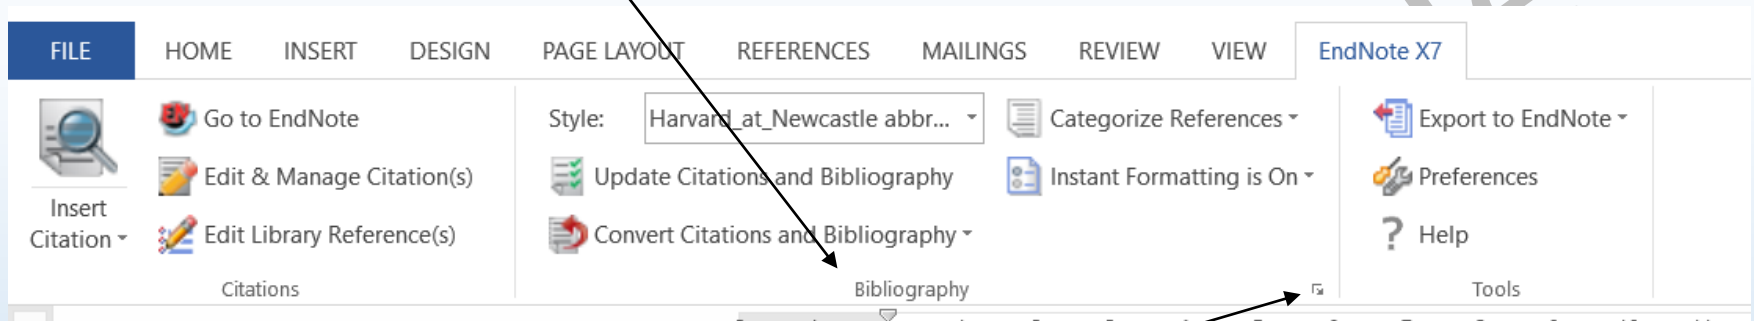 FILE HOME INSERT DESIGN PAGE LAYOUT REFERENCES MAILINGS REVIEW VIEW EndNote X7
Go to EndNote Style: Harvard_at_Newcastle abbr... Categorize References Export to EndNote
Edit & Manage Citation(s) Update Citations and Bibliography Instant Formatting is On Preferences
Insert
Citation Edit Library Reference(s) Convert Citations and Bibliography ? Help
Citations Bibliography Tools